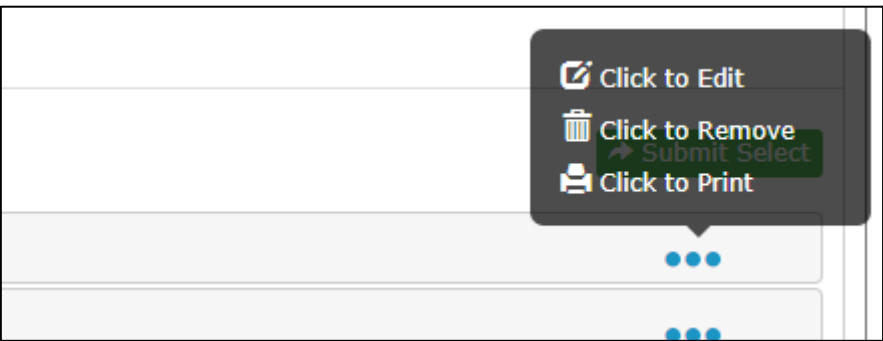 Click to Edit
Click to Remove
Submit Select
Click to Print